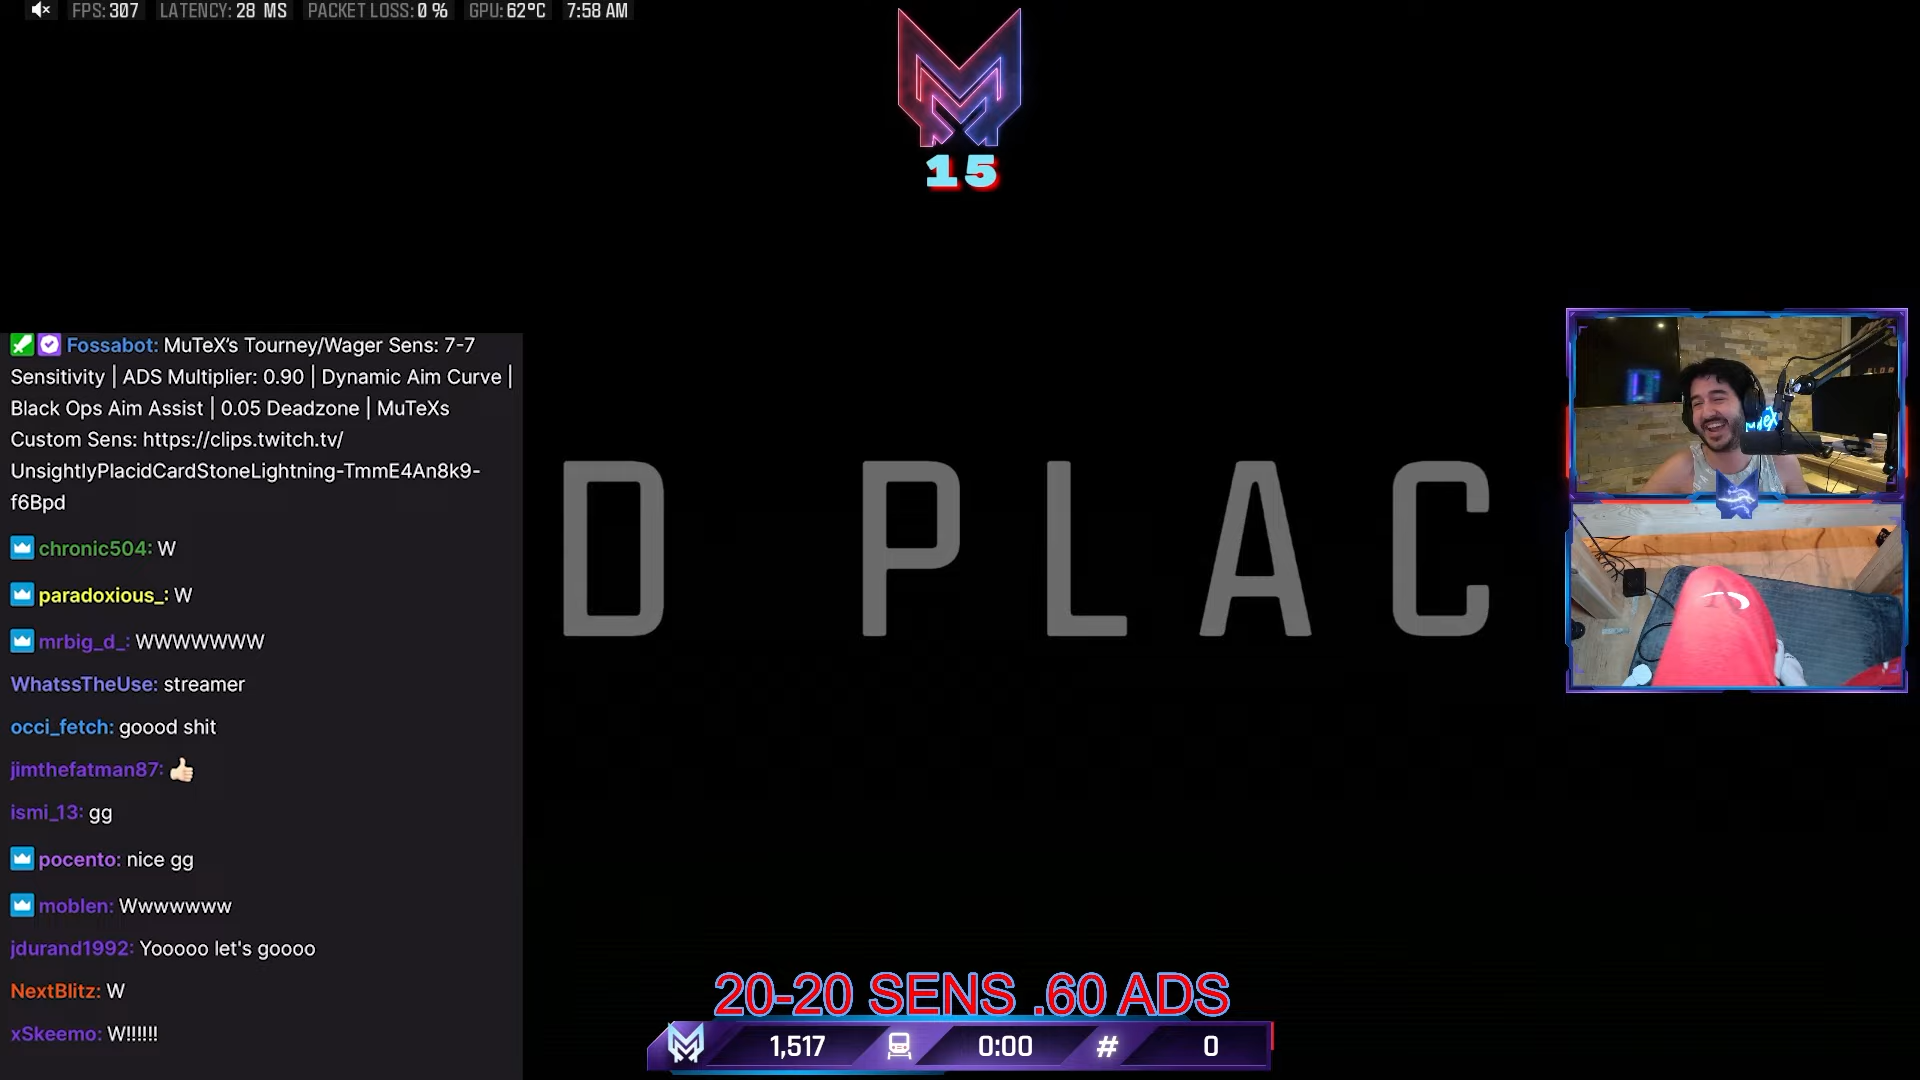 FPS: 307 LATENCY: 28 MS PACKET LOSS: 0 % GPU: 62°C 7:58 AM
15
Fossabot: MuTeX's Tourney/Wager Sens: 7-7
Sensitivity | ADS Multiplier: 0.90 | Dynamic Aim Curve |
Black Ops Aim Assist | 0.05 Deadzone | MuTeXs
Custom Sens: https://clips.twitch.tv/
UnsightlyPlacidCardStoneLightning-TmmE4An8k9-
f6Bpd
chronic504: W
paradoxious_: W
mrbig_d_: WWWWWWW
WhatssTheUse: streamer
occi_fetch: goood shit
jimthefatman87: 👍🏻
ismi_13: gg
pocento: nice gg
moblen: Wwwwwww
jdurand1992: Yooooo let's goooo
NextBlitz: W
xSkeemo: W!!!!!!
D PLAC
20-20 SENS .60 ADS
1,517 0:00 # 0